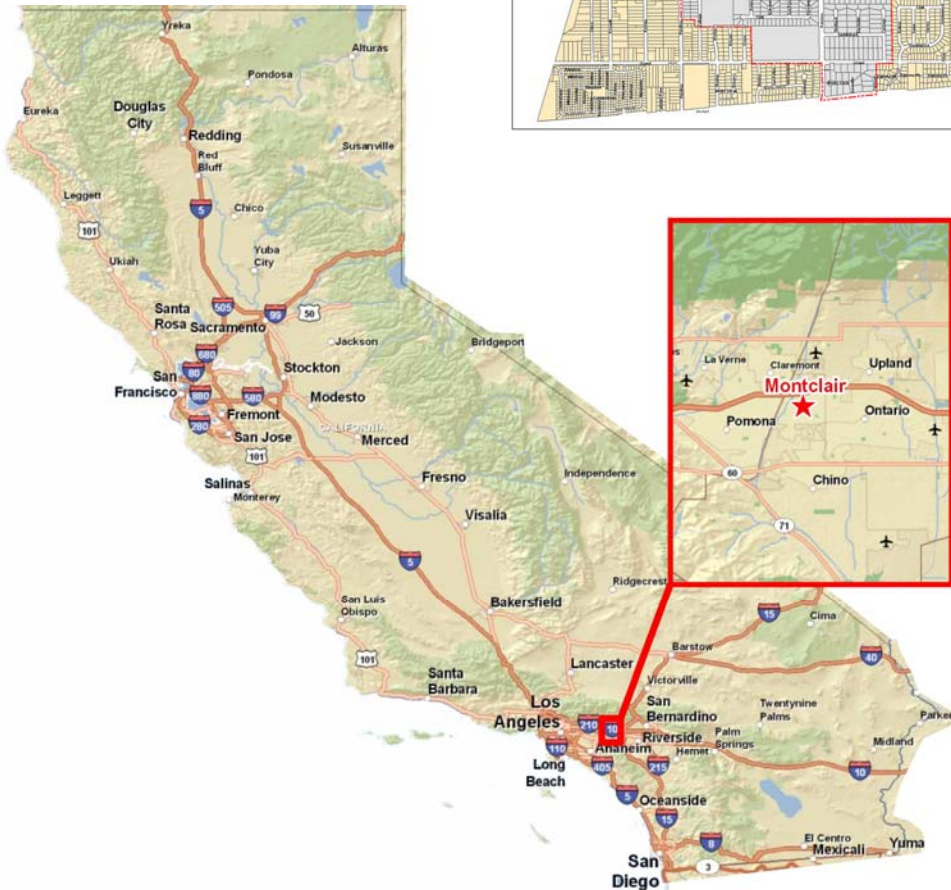 Yreka
Alturas
Pondosa
Eureka
Douglas
City
Redding
Red
Bluff
Susanville
Leggett
5
Chico
101
Yuba
City
Ukiah
Santa
Rosa
505
Sacramento
99
50
Jackson
Bridgeport
680
80
Stockton
San
Francisco
880
580
Modesto
Fremont
280
San Jose
CALIFORNIA
Merced
101
Salinas
Monterey
Fresno
Independence
Visalia
5
Ridgecrest
San Luis
Obispo
Bakersfield
15
Cima
101
Barstow
40
Santa
Barbara
Lancaster
Victorville
Los
Angeles
210
10
San
Bernardino
Twentynine
Palms
Parker
Riverside
Palm
Springs
110
Anaheim
Hemet
Midland
Long
Beach
405
215
10
5
Oceanside
15
El Centro
8
Mexicali
Yuma
San
Diego
3
La Verne
Claremont
Upland
Montclair
Pomona
Ontario
60
Chino
71